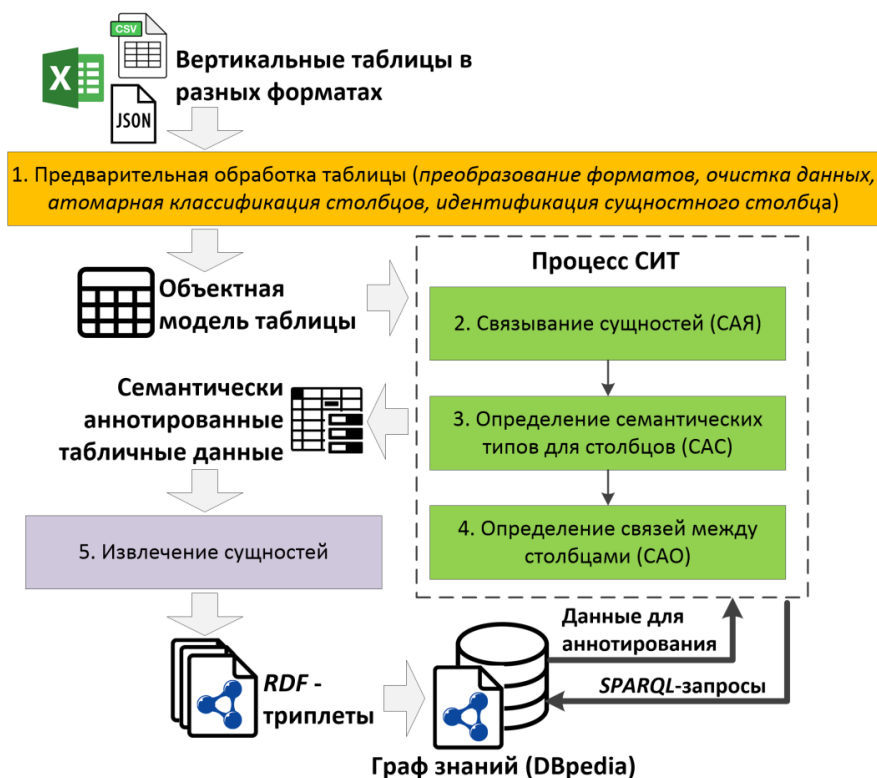 CSV
X
JSON
Вертикальные таблицы в
разных форматах
1. Предварительная обработка таблицы (преобразование форматов, очистка данных,
атомарная классификация столбцов, идентификация сущностного столбца)
Объектная
модель таблицы
Процесс СИТ
2. Связывание сущностей (САЯ)
3. Определение семантических
типов для столбцов (САС)
4. Определение связей между
столбцами (САО)
Семантически
аннотированные
табличные данные
5. Извлечение сущностей
RDF -
триплеты
Данные для
аннотирования
SPARQL-запросы
Граф знаний (DBpedia)